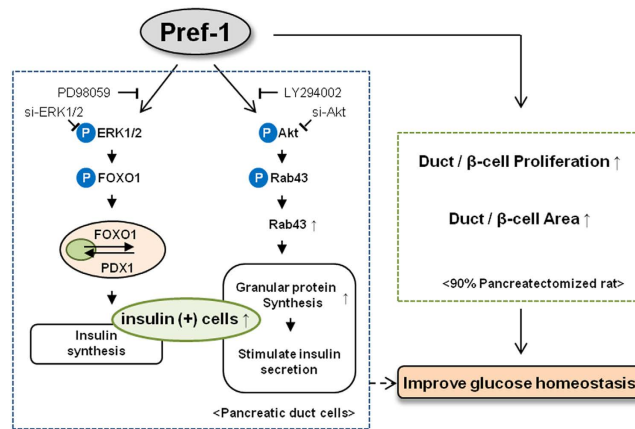 Pref-1
PD98059
LY294002
si-ERK1/2
si-Akt
P ERK1/2
P Akt
P FOXO1
P Rab43
FOXO1
PDX1
Rab43 ↑
Granular protein
Synthesis ↑
Stimulate insulin
secretion
insulin (+) cells ↑
Insulin
synthesis
<Pancreatic duct cells>
Duct / β-cell Proliferation ↑
Duct / β-cell Area ↑
<90% Pancreatectomized rat>
Improve glucose homeostasis